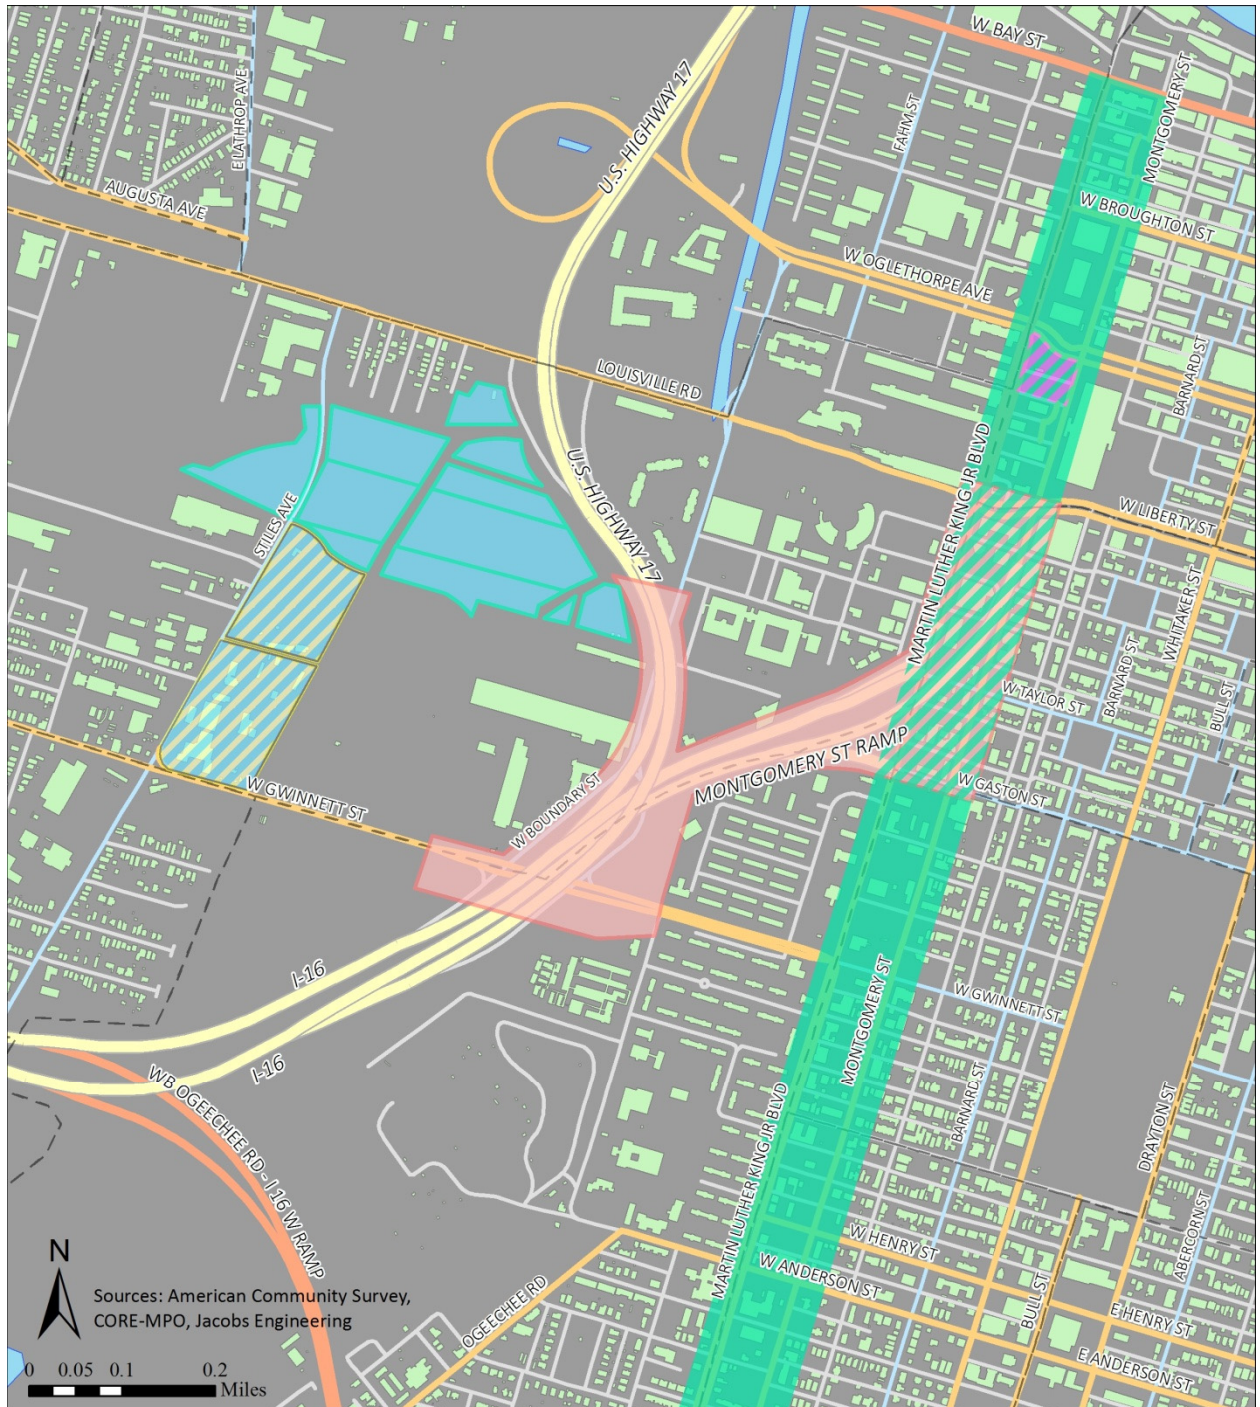 W BAY ST
MONTGOMERY ST
U.S. HIGHWAY 17
FAHM ST
E LATHROP AVE
AUGUSTA AVE
W BROUGHTON ST
W OGLETHORPE AVE
BARNARD ST
LOUISVILLE RD
U.S. HIGHWAY 17
MARTIN LUTHER KING JR BLVD
W LIBERTY ST
STILES AVE
WHITAKER ST
BARNARD ST
BULL ST
W TAYLOR ST
MONTGOMERY ST RAMP
W GASTON ST
W BOUNDARY ST
W GWINNETT ST
I-16
W GWINNETT ST
MONTGOMERY ST
I-16
BARNARD ST
DRAYTON ST
MARTIN LUTHER KING JR BLVD
WB OGEECHEE RD - I 16 W RAMP
ABERCORN ST
W HENRY ST
W ANDERSON ST
OGEECHEE RD
BULL ST
E HENRY ST
E ANDERSON ST
N
Sources: American Community Survey,
CORE-MPO, Jacobs Engineering
0 0.05 0.1 0.2
Miles